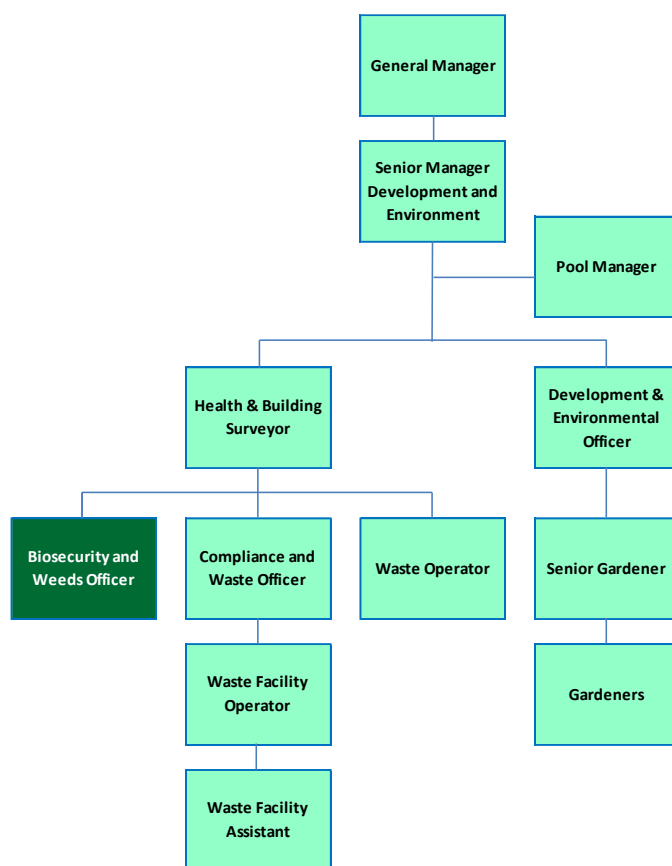 General Manager
Senior Manager
Development and
Environment
Pool Manager
Health & Building
Surveyor
Development &
Environmental
Officer
Biosecurity and
Weeds Officer
Compliance and
Waste Officer
Waste Operator
Senior Gardener
Waste Facility
Operator
Gardeners
Waste Facility
Assistant